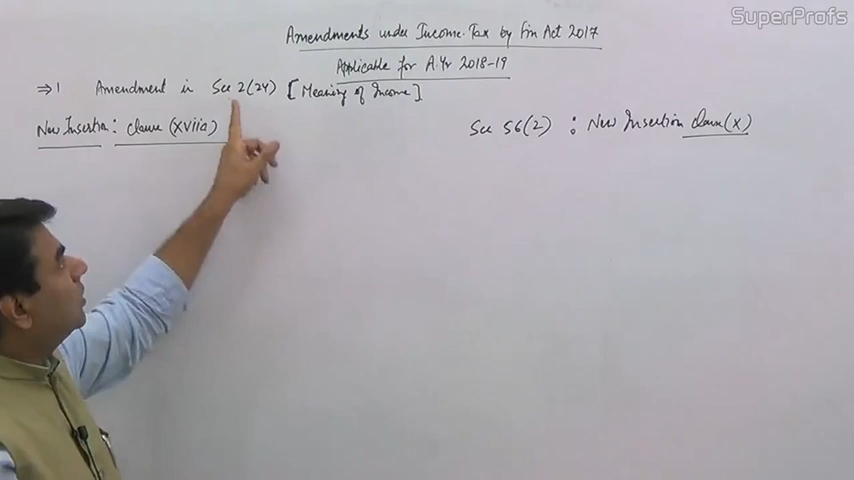 SuperProfs
Amendments under Income Tax by Fin Act 2017
Applicable for A.Yr 2018-19
⇒1 Amendment in Sec 2(24) [Meaning of Income]
New Insertion: clause (xviia)
Sec 56(2) : New Insertion clause (x)